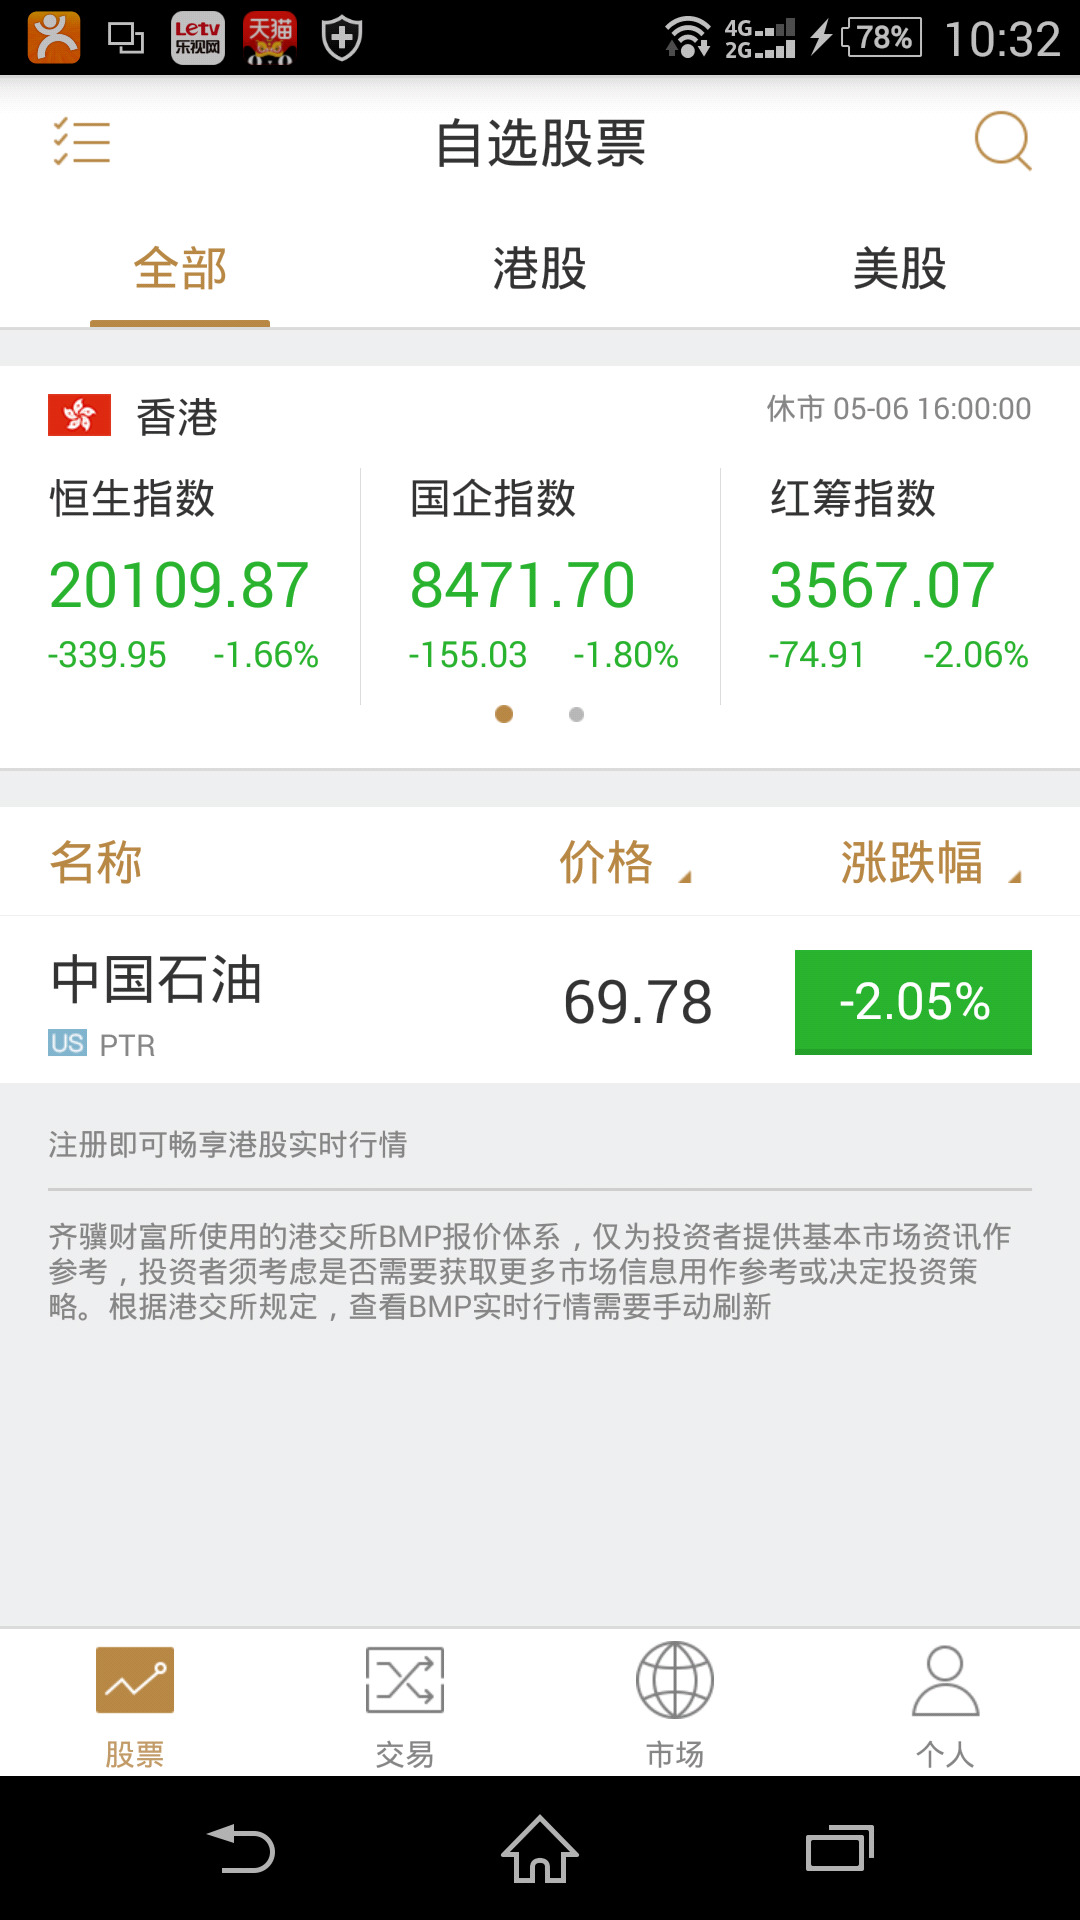 Letv 乐视网 天猫 4G 2G 78% 10:32
自选股票
全部 港股 美股
香港 休市 05-06 16:00:00
恒生指数 国企指数 红筹指数
20109.87 8471.70 3567.07
-339.95 -1.66% -155.03 -1.80% -74.91 -2.06%
名称 价格 涨跌幅
中国石油 69.78 -2.05%
US PTR
注册即可畅享港股实时行情
齐骥财富所使用的港交所BMP报价体系，仅为投资者提供基本市场资讯作
参考，投资者须考虑是否需要获取更多市场信息用作参考或决定投资策
略。根据港交所规定，查看BMP实时行情需要手动刷新
股票 交易 市场 个人